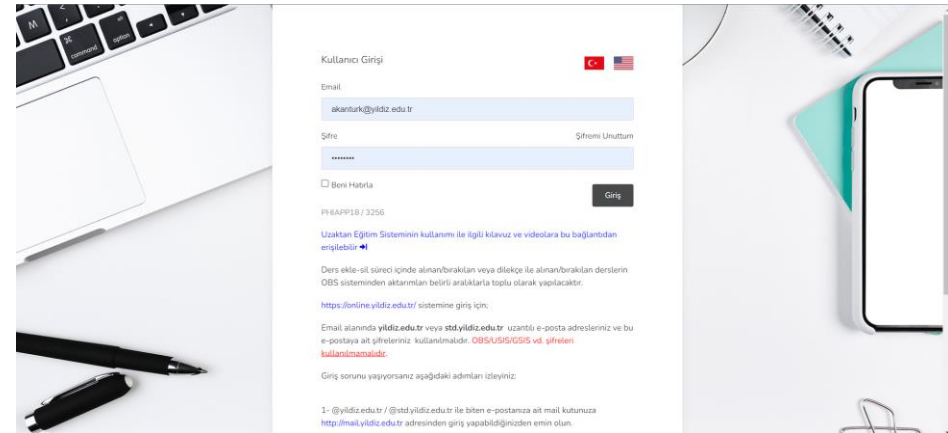 M
N
alt
⌘
command
option
Kullanıcı Girişi
Email
akanturk@yildiz.edu.tr
Şifre
Şifremi Unuttum
••••••••
Beni Hatırla
Giriş
PHIAPP18 / 3256
Uzaktan Eğitim Sisteminin kullanımı ile ilgili kılavuz ve videolara bu bağlantıdan
erişilebilir
Ders ekle-sil süreci içinde alınan/bırakılan veya dilekçe ile alınan/bırakılan derslerin
OBS sisteminden aktarımları belirli aralıklarla toplu olarak yapılacaktır.
https://online.yildiz.edu.tr/ sistemine giriş için;
Email alanında yildiz.edu.tr veya std.yildiz.edu.tr uzantılı e-posta adresleriniz ve bu
e-postaya ait şifreleriniz kullanılmalıdır. OBS/USIS/GSIS vd. şifreleri
kullanılmamalıdır.
Giriş sorunu yaşıyorsanız aşağıdaki adımları izleyiniz:
1- @yildiz.edu.tr / @std.yildiz.edu.tr ile biten e-postanıza ait mail kutunuza
http://mail.yildiz.edu.tr adresinden giriş yapabildiğinizden emin olun.